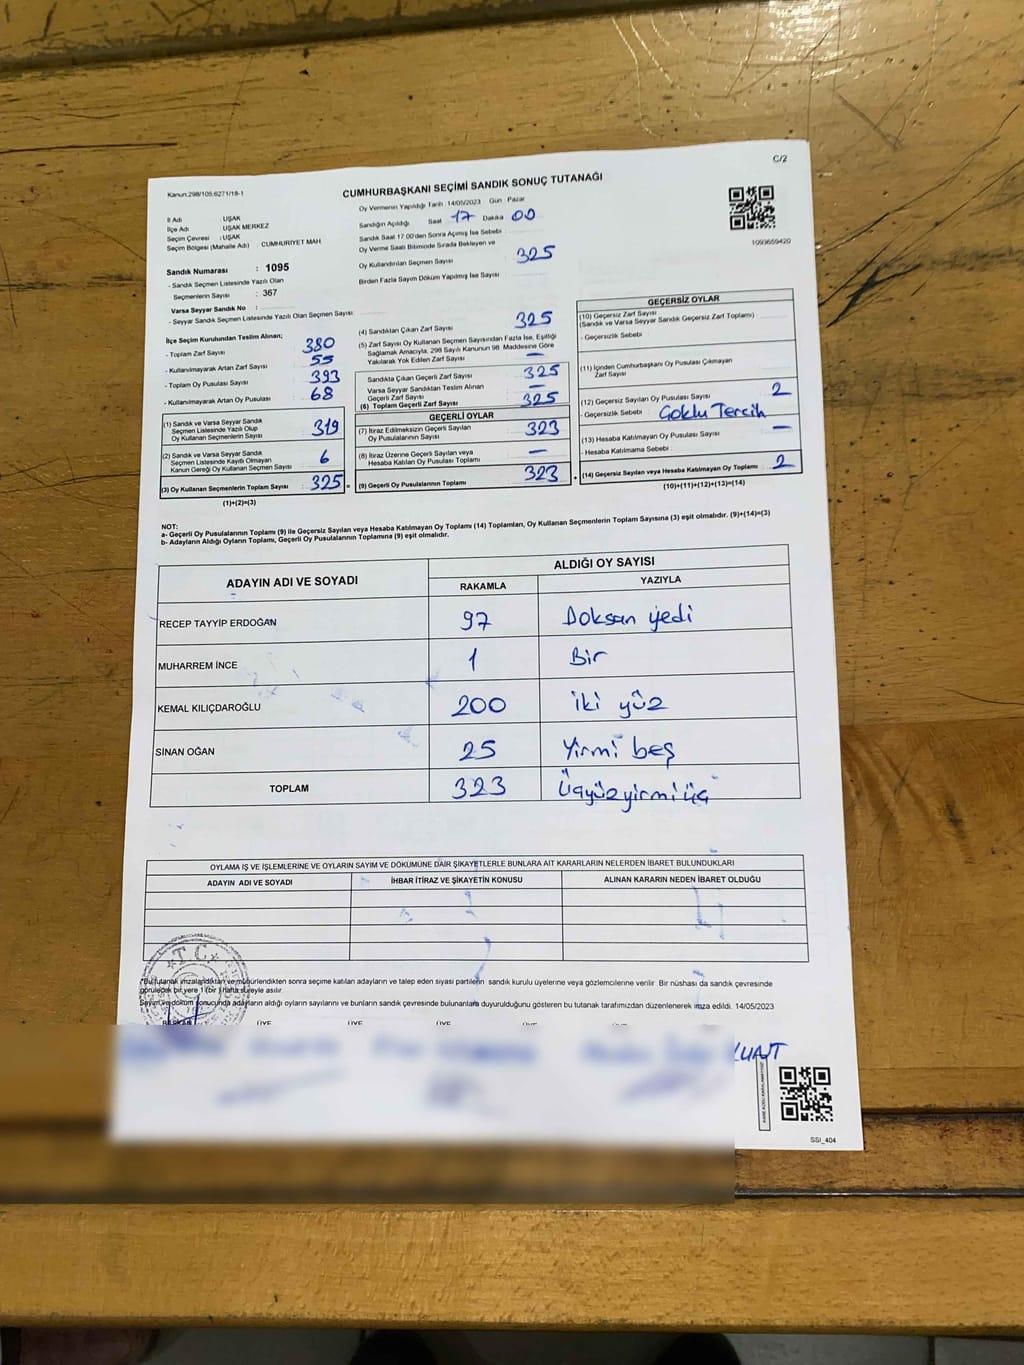 C/2
Kanun:298/105.6271/18-1
CUMHURBAŞKANI SEÇİMİ SANDIK SONUÇ TUTANAĞI
Oy Vermenin Yapıldığı Tarih :14/05/2023 Gün : Pazar
İl Adı : UŞAK
İlçe Adı : UŞAK MERKEZ
Seçim Çevresi : UŞAK
Seçim Bölgesi (Mahalle Adı) : CUMHURİYET MAH.
Sandığın Açıldığı Saat 17 Dakika 00
Sandık Saat 17.00'den Sonra Açımış İse Sebebi :
Oy Verme Saati Bitiminde Sırada Bekleyen ve
Oy Kullandırılan Seçmen Sayısı : 325
Birden Fazla Sayım Döküm Yapılmış İse Sayısı :
1093659420
Sandık Numarası : 1095
- Sandık Seçmen Listesinde Yazılı Olan
Seçmenlerin Sayısı : 367
Varsa Seyyar Sandık No :
- Seyyar Sandık Seçmen Listesinde Yazılı Olan Seçmen Sayısı:
İlçe Seçim Kurulundan Teslim Alınan;
- Toplam Zarf Sayısı : 380
- Kullanılmayarak Artan Zarf Sayısı : 55
- Toplam Oy Pusulası Sayısı : 393
- Kullanılmayarak Artan Oy Pusulası : 68
(1) Sandık ve Varsa Seyyar Sandık
Seçmen Listesinde Yazılı Olup
Oy Kullanan Seçmenlerin Sayısı : 319
(2) Sandık ve Varsa Seyyar Sandık
Seçmen Listesinde Kayıtlı Olmayan
Kanun Gereği Oy Kullanan Seçmen Sayısı : 6
(3) Oy Kullanan Seçmenlerin Toplam Sayısı : 325
(1)+(2)=(3)
(4) Sandıktan Çıkan Zarf Sayısı : 325
(5) Zarf Sayısı Oy Kullanan Seçmen Sayısından Fazla İse, Eşitliği
Sağlamak Amacıyla, 298 Sayılı Kanunun 98. Maddesine Göre
Yakılarak Yok Edilen Zarf Sayısı : —
Sandıkta Çıkan Geçerli Zarf Sayısı : 325
Varsa Seyyar Sandıktan Teslim Alınan
Geçerli Zarf Sayısı : —
(6) Toplam Geçerli Zarf Sayısı : 325
GEÇERLİ OYLAR
(7) İtiraz Edilmeksizin Geçerli Sayılan
Oy Pusulalarının Sayısı : 323
(8) İtiraz Üzerine Geçerli Sayılan veya
Hesaba Katılan Oy Pusulası Toplamı : —
(9) Geçerli Oy Pusulalarının Toplamı : 323
GEÇERSİZ OYLAR
(10) Geçersiz Zarf Sayısı
(Sandık ve Varsa Seyyar Sandık Geçersiz Zarf Toplamı) :
- Geçersizlik Sebebi
(11) İçinden Cumhurbaşkanı Oy Pusulası Çıkmayan
Zarf Sayısı
(12) Geçersiz Sayılan Oy Pusulası Sayısı : 2
- Geçersizlik Sebebi : Çoklu Tercih
(13) Hesaba Katılmayan Oy Pusulası Sayısı : —
- Hesaba Katılmama Sebebi :
(14) Geçersiz Sayılan veya Hesaba Katılmayan Oy Toplamı : 2
(10)+(11)+(12)+(13)=(14)
NOT:
a- Geçerli Oy Pusulalarının Toplamı (9) ile Geçersiz Sayılan veya Hesaba Katılmayan Oy Toplamı (14) Toplamları, Oy Kullanan Seçmenlerin Toplam Sayısına (3) eşit olmalıdır. (9)+(14)=(3)
b- Adayların Aldığı Oyların Toplamı, Geçerli Oy Pusulalarının Toplamına (9) eşit olmalıdır.
ADAYIN ADI VE SOYADI
ALDIĞI OY SAYISI
RAKAMLA YAZIYLA
RECEP TAYYİP ERDOĞAN 97 Doksan yedi
MUHARREM İNCE 1 Bir
KEMAL KILIÇDAROĞLU 200 iki yüz
SİNAN OĞAN 25 Yirmi beş
TOPLAM 323 Üçyüzyirmi üç
OYLAMA İŞ VE İŞLEMLERİNE VE OYLARIN SAYIM VE DÖKÜMÜNE DAİR ŞİKAYETLERLE BUNLARA AİT KARARLARIN NELERDEN İBARET BULUNDUKLARI
ADAYIN ADI VE SOYADI İHBAR İTİRAZ VE ŞİKAYETİN KONUSU ALINAN KARARIN NEDEN İBARET OLDUĞU
T.C.
*Bu tutanak imzalandıktan ve mühürlendikten sonra seçime katılan adayların ve talep eden siyasi partilerin sandık kurulu üyelerine veya gözlemcilerine verilir. Bir nüshası da sandık çevresinde
görülecek bir yere 1 (bir) hafta süreyle asılır.
Seyim ve döküm sonucunda adayların aldığı oyların sayılarını ve bunların sandık çevresinde bulunanlara duyurulduğunu gösteren bu tutanak tarafımızdan düzenlenerek imza edildi. 14/05/2023
BAŞKAN ÜYE ÜYE ÜYE ÜYE ÜYE
SSI_404